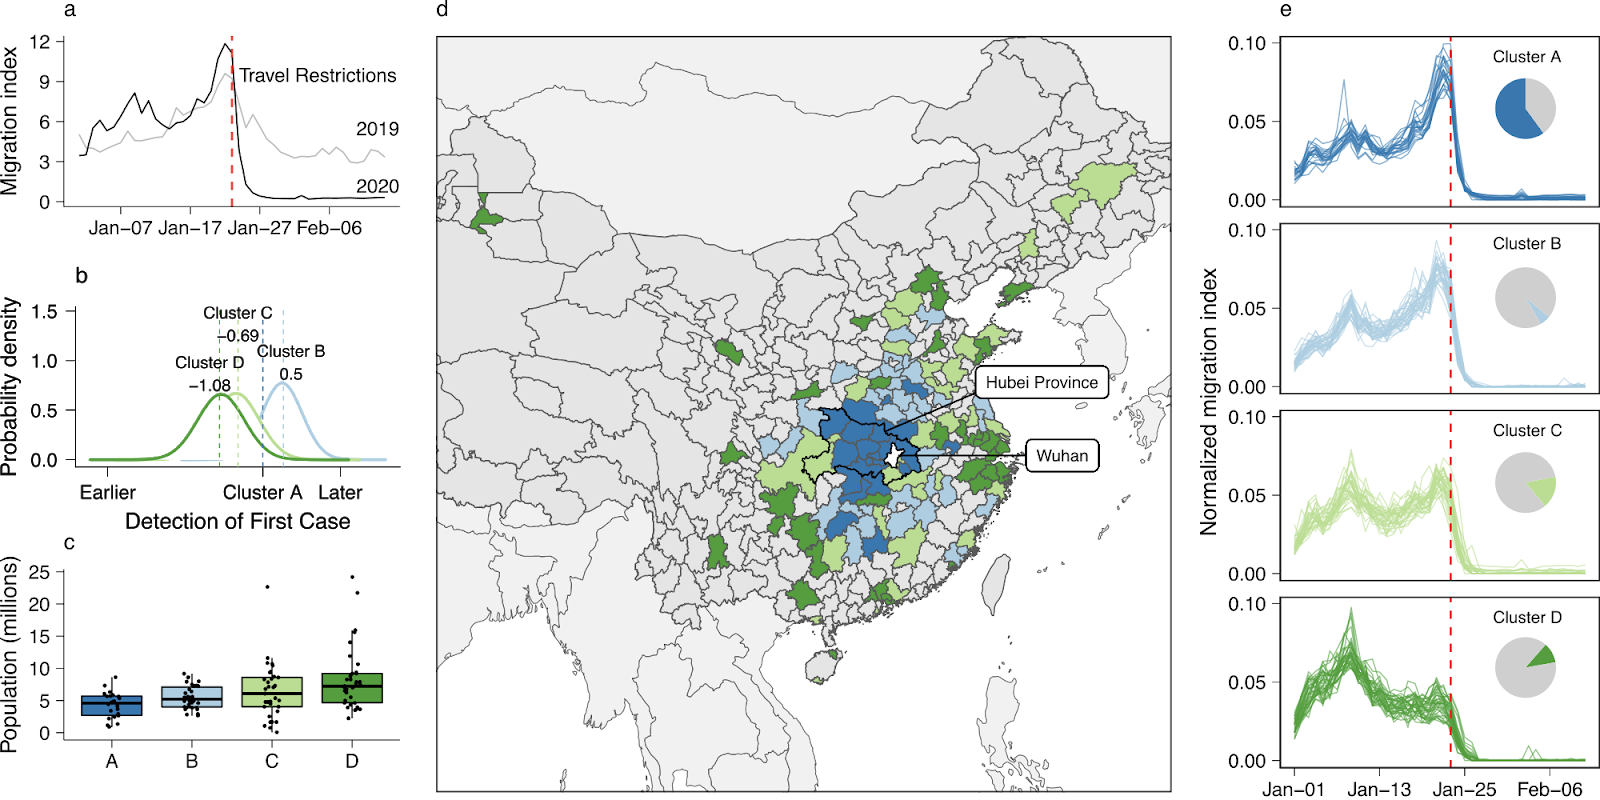 a
Migration index
12
9
6
3
0
Travel Restrictions
2019
2020
Jan−07 Jan−17 Jan−27 Feb−06
b
Probability density
1.5
1.0
0.5
0.0
Cluster C
−0.69
Cluster B
0.5
Cluster D
−1.08
Earlier Cluster A Later
Detection of First Case
c
Population (millions)
25
20
15
10
5
0
A B C D
d
Hubei Province
Wuhan
e
Normalized migration index
0.10
0.05
0.00
Cluster A
0.10
0.05
0.00
Cluster B
0.10
0.05
0.00
Cluster C
0.10
0.05
0.00
Cluster D
Jan−01 Jan−13 Jan−25 Feb−06